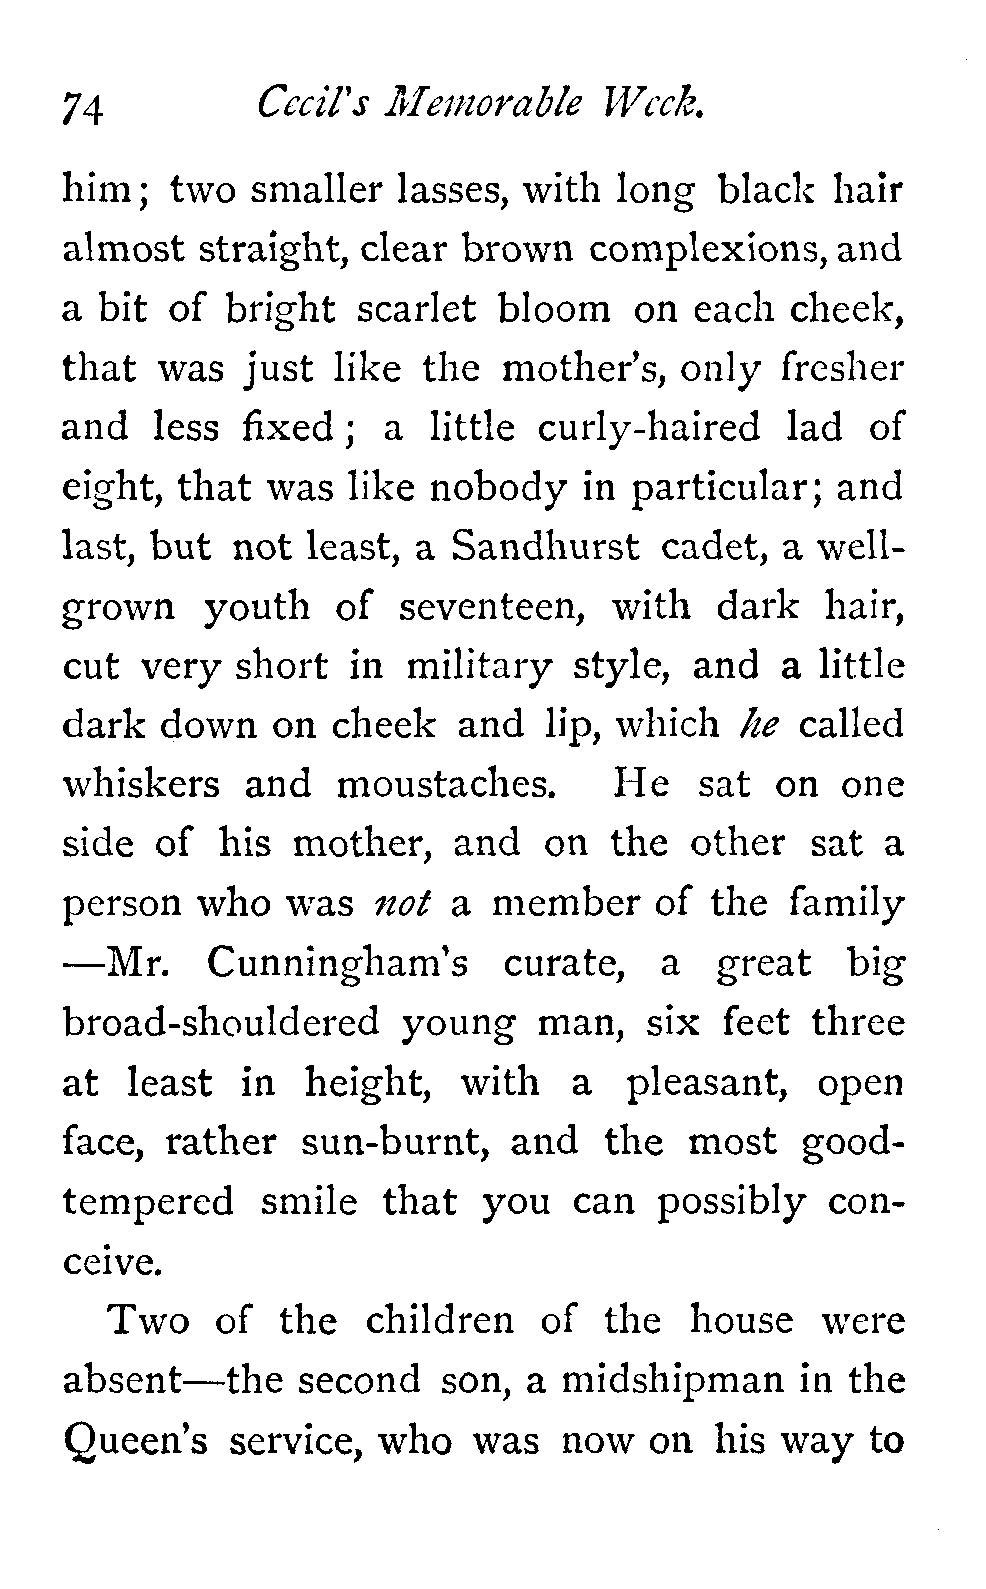 74 Cecil's Memorable Week.
him; two smaller lasses, with long black hair
almost straight, clear brown complexions, and
a bit of bright scarlet bloom on each cheek,
that was just like the mother's, only fresher
and less fixed; a little curly-haired lad of
eight, that was like nobody in particular; and
last, but not least, a Sandhurst cadet, a well-
grown youth of seventeen, with dark hair,
cut very short in military style, and a little
dark down on cheek and lip, which he called
whiskers and moustaches. He sat on one
side of his mother, and on the other sat a
person who was not a member of the family
—Mr. Cunningham's curate, a great big
broad-shouldered young man, six feet three
at least in height, with a pleasant, open
face, rather sun-burnt, and the most good-
tempered smile that you can possibly con-
ceive.
Two of the children of the house were
absent—the second son, a midshipman in the
Queen's service, who was now on his way to